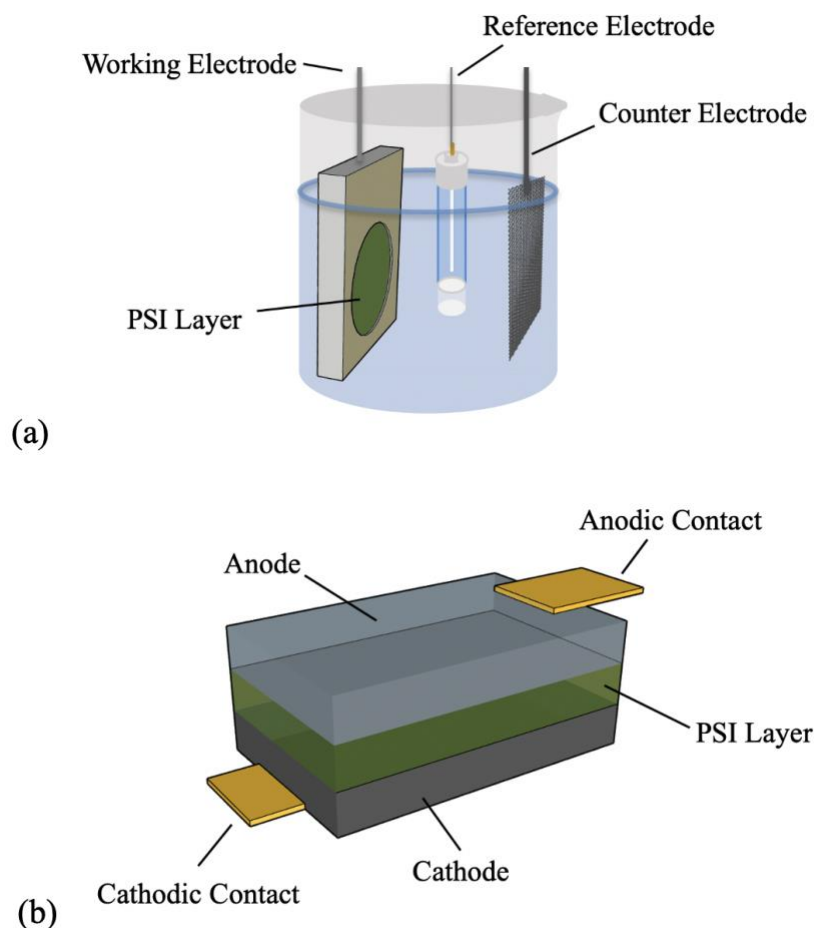 Reference Electrode
Working Electrode
Counter Electrode
PSI Layer
(a)
Anodic Contact
Anode
PSI Layer
Cathode
Cathodic Contact
(b)